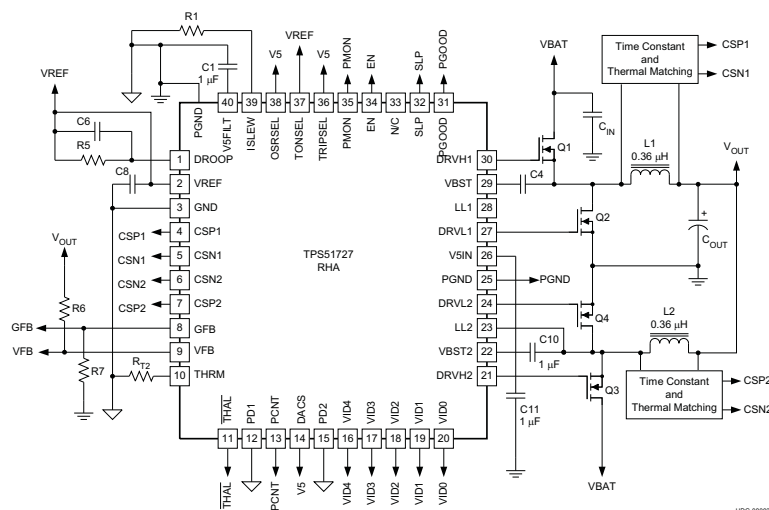 R1
VREF
V5
VREF
V5
PMON
EN
SLP
PGOOD
VBAT
Time Constant
and
Thermal Matching
CSP1
CSN1
C1
1 µF
C6
R5
C8
PGND
40
39
38
37
36
35
34
33
32
31
V5FILT
ISLEW
OSRSEL
TONSEL
TRIPSEL
PMON
EN
N/C
SLP
PGOOD
CIN
Q1
L1
0.36 µH
VOUT
1
DROOP
DRVH1
30
2
VREF
VBST
29
C4
3
GND
LL1
28
Q2
COUT
+
CSP1
4
CSP1
DRVL1
27
CSN1
5
CSN1
TPS51727
RHA
V5IN
26
CSN2
6
CSN2
PGND
25
PGND
CSP2
7
CSP2
DRVL2
24
Q4
VOUT
R6
GFB
8
GFB
LL2
23
L2
0.36 µH
VFB
9
VFB
VBST2
22
C10
1 µF
R7
RT2
10
THRM
DRVH2
21
Q3
Time Constant
and
Thermal Matching
CSP2
CSN2
C11
1 µF
THAL
PD1
PCNT
DACS
PD2
VID4
VID3
VID2
VID1
VID0
11
12
13
14
15
16
17
18
19
20
THAL
PCNT
V5
VID4
VID3
VID2
VID1
VID0
VBAT